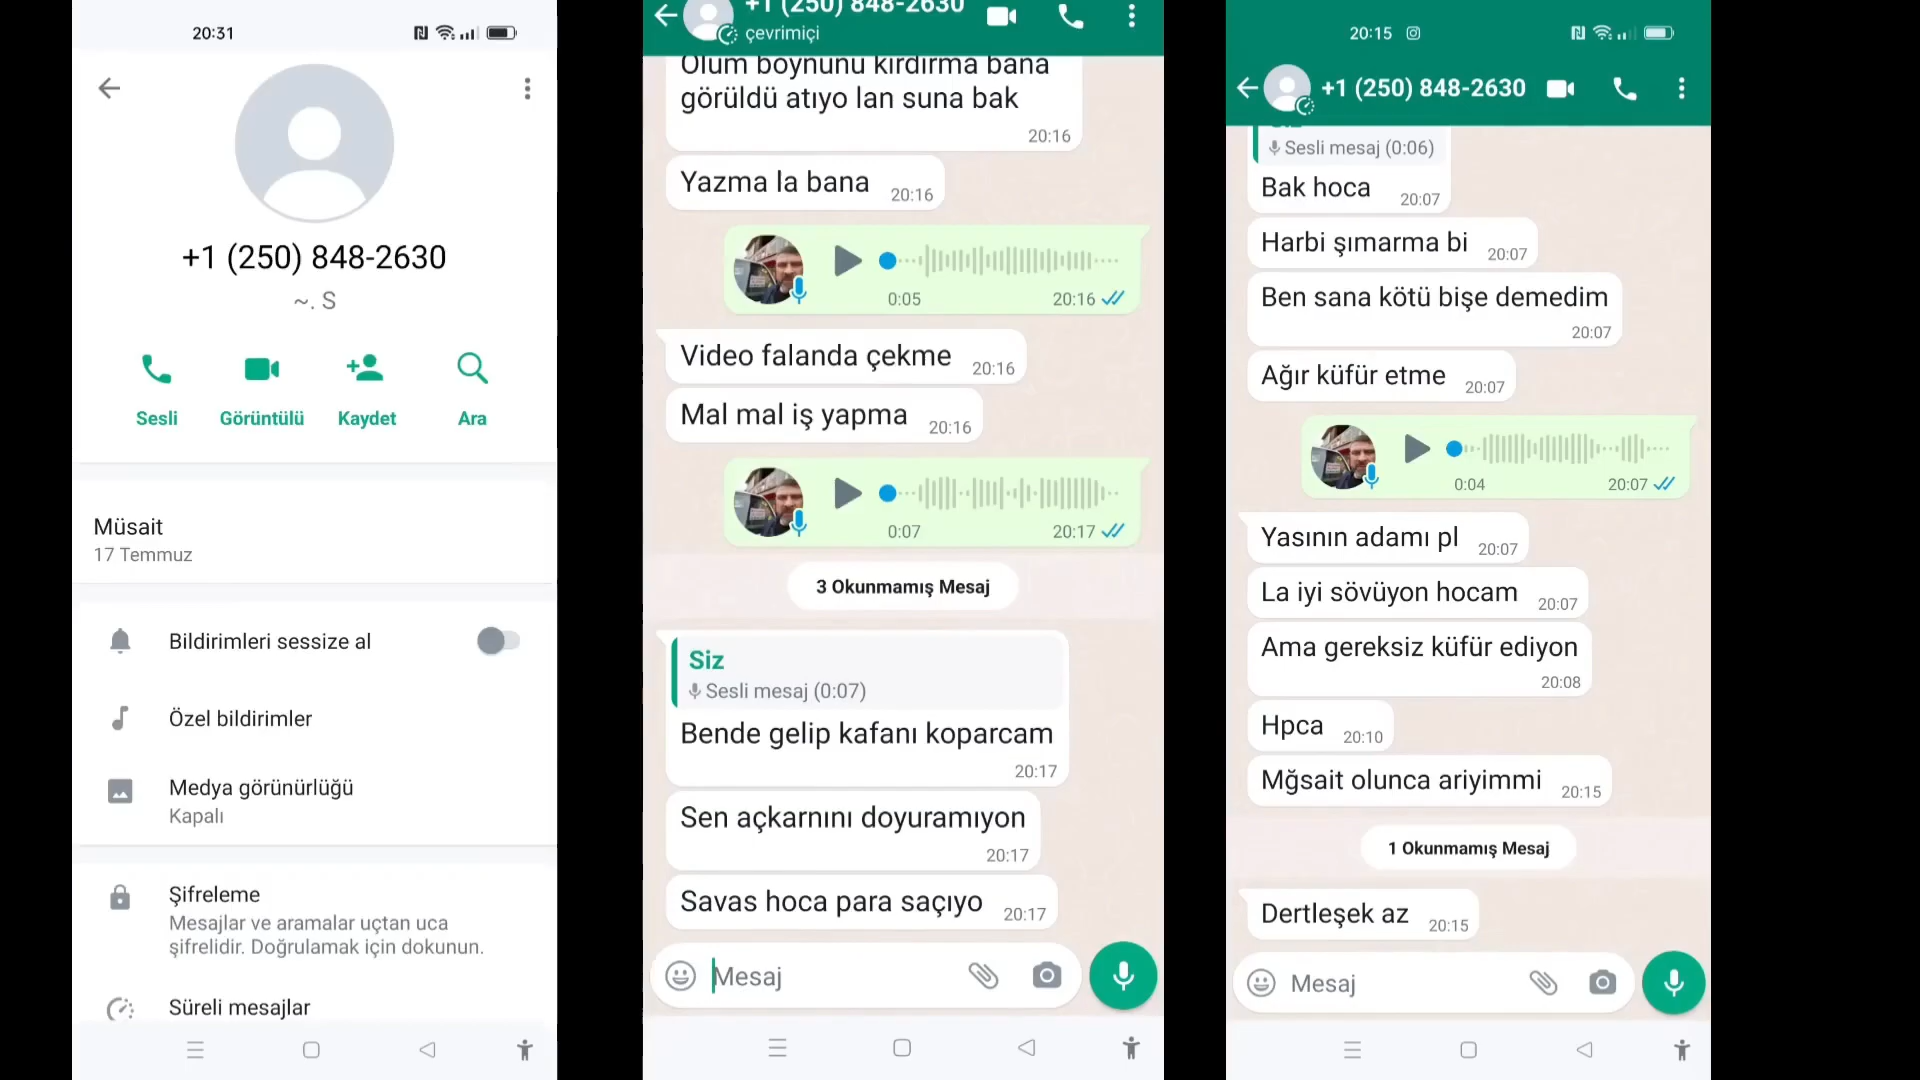 20:31
+1 (250) 848-2630
~. S
Sesli
Görüntülü
Kaydet
Ara
Müsait
17 Temmuz
Bildirimleri sessize al
Özel bildirimler
Medya görünürlüğü
Kapalı
Şifreleme
Mesajlar ve aramalar uçtan uca
şifrelidir. Doğrulamak için dokunun.
Süreli mesajlar
+1 (250) 848-2630
çevrimiçi
Ölüm boynunu kırdırma bana
görüldü atıyo lan suna bak
20:16
Yazma la bana 20:16
0:05 20:16
Video falanda çekme 20:16
Mal mal iş yapma 20:16
0:07 20:17
3 Okunmamış Mesaj
Siz
Sesli mesaj (0:07)
Bende gelip kafanı koparcam
20:17
Sen açkarnını doyuramıyon
20:17
Savas hoca para saçıyo 20:17
Mesaj
20:15
+1 (250) 848-2630
Sesli mesaj (0:06)
Bak hoca 20:07
Harbi şımarma bi 20:07
Ben sana kötü bişe demedim
20:07
Ağır küfür etme 20:07
0:04 20:07
Yasının adamı pl 20:07
La iyi sövüyon hocam 20:07
Ama gereksiz küfür ediyon
20:08
Hpca 20:10
Mğsait olunca ariyimmi 20:15
1 Okunmamış Mesaj
Dertleşek az 20:15
Mesaj